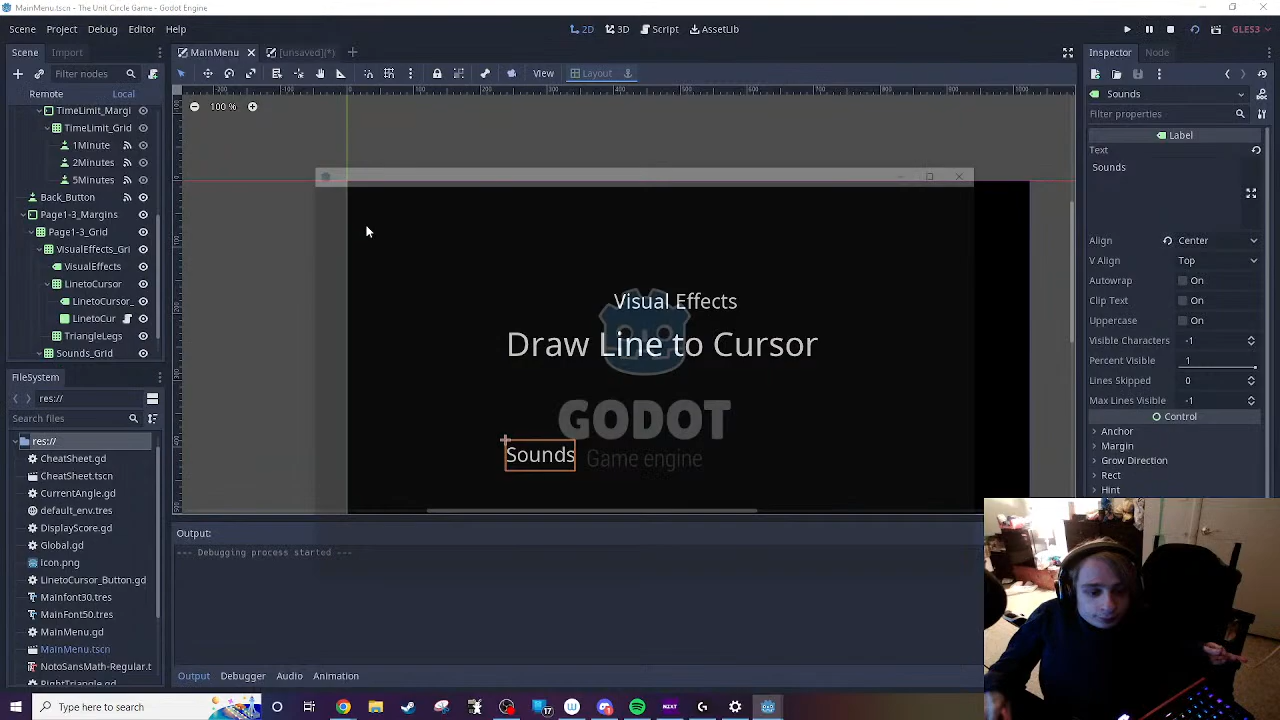 MainMenu.tscn - The Unit Circle Game - Godot Engine
Scene Project Debug Editor Help
2D 3D Script AssetLib
GLES3
Scene Import
MainMenu [unsaved](*)
Inspector Node
Filter nodes
View Layout
Remote Local
Sounds
100 %
Filter properties
TimeLimit_Margi
TimeLimit_Grid
1Minute
2Minutes
5Minutes
Back_Button
Page1-3_Margins
Page1-3_Grid
VisualEffects_Gri
VisualEffects
LinetoCursor
LinetoCursor_
LinetoCur
TriangleLegs
Sounds_Grid
Visual Effects
Draw Line to Cursor
GODOT
Game engine
Sounds
Label
Text
Sounds
Align Center
V Align Top
Autowrap On
Clip Text On
Uppercase On
Visible Characters -1
Percent Visible 1
Lines Skipped 0
Max Lines Visible -1
Control
Anchor
Margin
Grow Direction
Rect
Hint
FileSystem
res://
Search files
res://
CheatSheet.gd
CheatSheet.tscn
CurrentAngle.gd
default_env.tres
DisplayScore.gd
Global.gd
icon.png
LinetoCursor_Button.gd
Mainfont30.tres
MainFont50.tres
MainMenu.gd
MainMenu.tscn
NotoSansMath-Regular.t
RightTriangle.gd
Output:
--- Debugging process started ---
Output Debugger Audio Animation
Type here to search
17